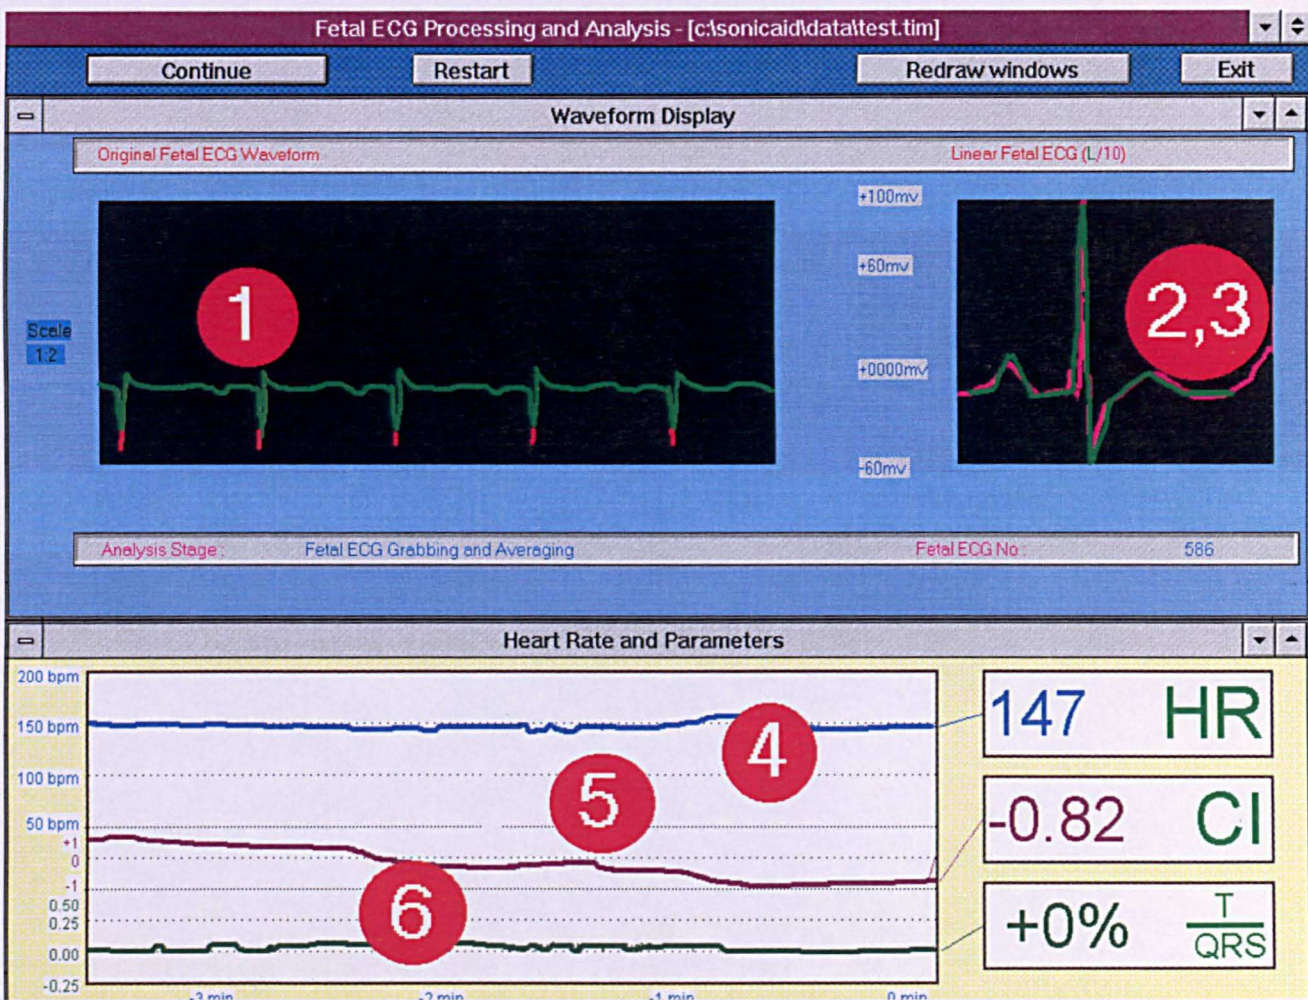 Fetal ECG Processing and Analysis - [c:\sonicaid\data\test.tim]
Continue Restart Redraw windows Exit
Waveform Display
Original Fetal ECG Waveform Linear Fetal ECG (L/10)
+100mv
+60mv
1 2,3
Scale
1:2
+0000mv
-60mv
Analysis Stage : Fetal ECG Grabbing and Averaging Fetal ECG No : 586
Heart Rate and Parameters
200 bpm
150 bpm
100 bpm
50 bpm
+1
0
-1
0.50
0.25
0.00
-0.25
4
5
6
147 HR
-0.82 CI
+0% T
QRS
-3 min -2 min -1 min 0 min